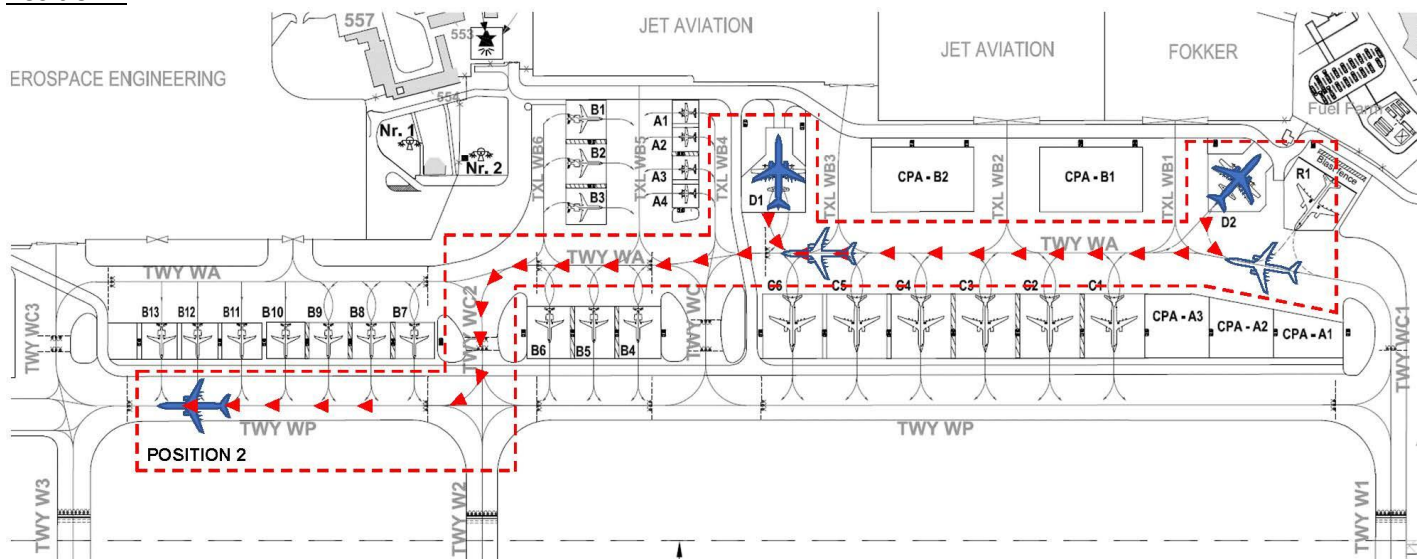 557
553
554
EROSPACE ENGINEERING
JET AVIATION
JET AVIATION
FOKKER
Fuel Farm
Nr. 1
Nr. 2
B1
B2
B3
A1
A2
A3
A4
TXL WB6
TXL WB5
TXL WB4
D1
TXL WB3
CPA - B2
TXL WB2
CPA - B1
TXL WB1
D2
R1
Blast fence
TWY WA
TWY WA
TWY WA
TWY WC3
B13
B12
B11
B10
B9
B8
B7
TWY WC2
B6
B5
B4
TWY WC
C6
C5
C4
C3
C2
C1
CPA - A3
CPA - A2
CPA - A1
TWY WC1
TWY WP
TWY WP
POSITION 2
TWY W3
TWY W2
TWY W1